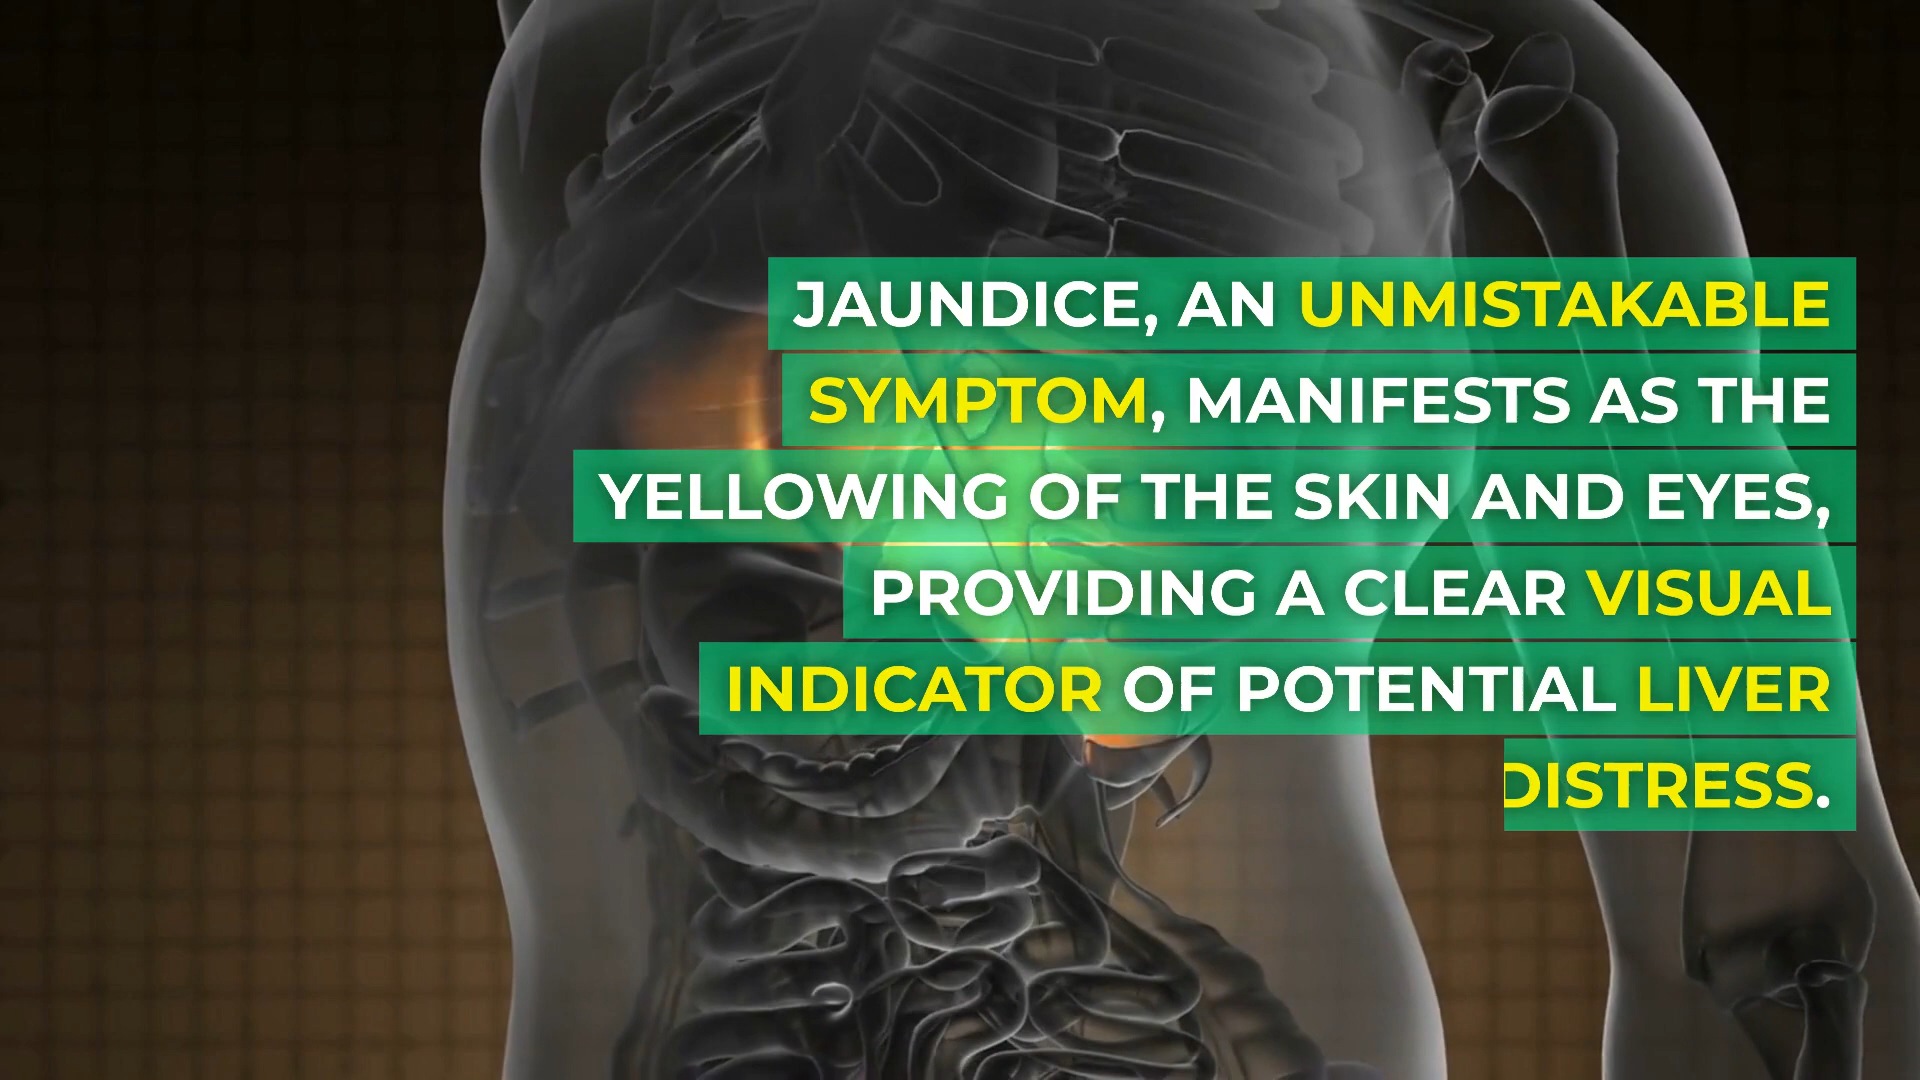 JAUNDICE, AN UNMISTAKABLE
SYMPTOM, MANIFESTS AS THE
YELLOWING OF THE SKIN AND EYES,
PROVIDING A CLEAR VISUAL
INDICATOR OF POTENTIAL LIVER
DISTRESS.